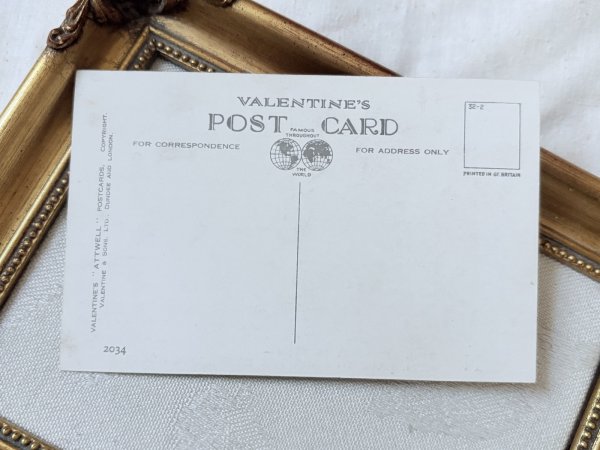 VALENTINE'S
POST CARD
FAMOUS
THROUGHOUT
THE
WORLD
FOR CORRESPONDENCE
FOR ADDRESS ONLY
32-2
PRINTED IN GT. BRITAIN
VALENTINE'S "ATTWELL" POSTCARDS. COPYRIGHT.
VALENTINE & SONS, LTD., DUNDEE AND LONDON.
2034